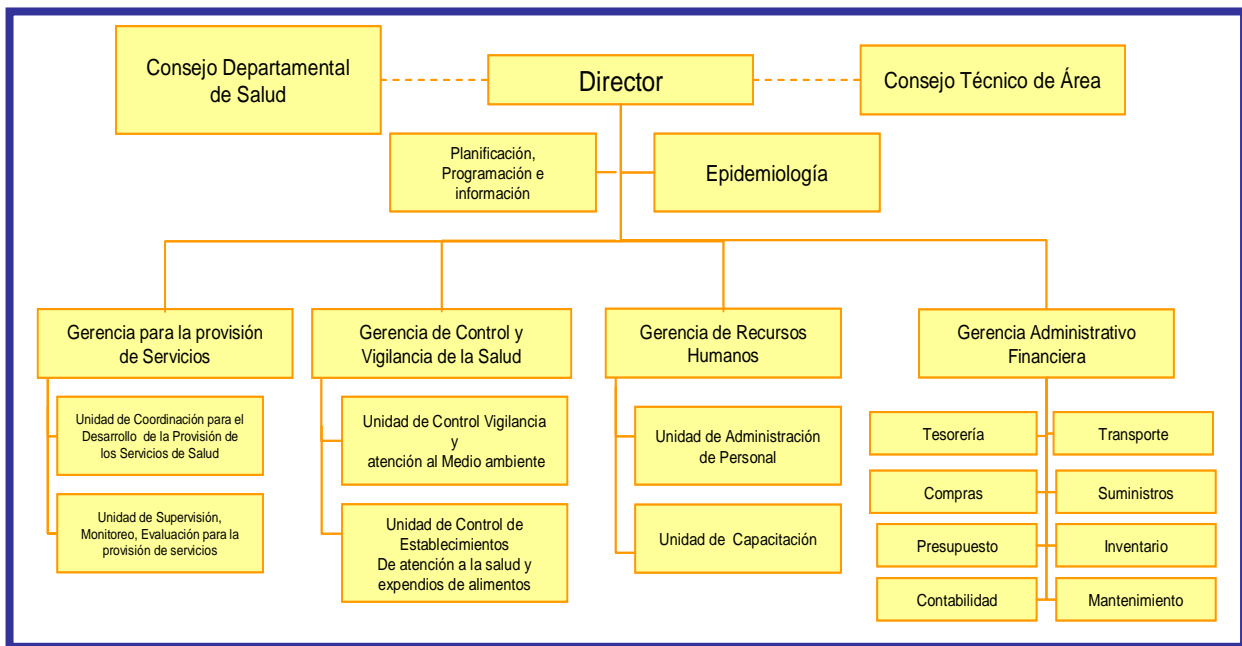 Consejo Departamental
de Salud
Director
Consejo Técnico de Área
Planificación,
Programación e
información
Epidemiología
Gerencia para la provisión
de Servicios
Gerencia de Control y
Vigilancia de la Salud
Gerencia de Recursos
Humanos
Gerencia Administrativo
Financiera
Unidad de Coordinación para el
Desarrollo de la Provisión de
los Servicios de Salud
Unidad de Supervisión,
Monitoreo, Evaluación para la
provisión de servicios
Unidad de Control Vigilancia
y
atención al Medio ambiente
Unidad de Control de
Establecimientos
De atención a la salud y
expendios de alimentos
Unidad de Administración
de Personal
Unidad de Capacitación
Tesorería
Transporte
Compras
Suministros
Presupuesto
Inventario
Contabilidad
Mantenimiento